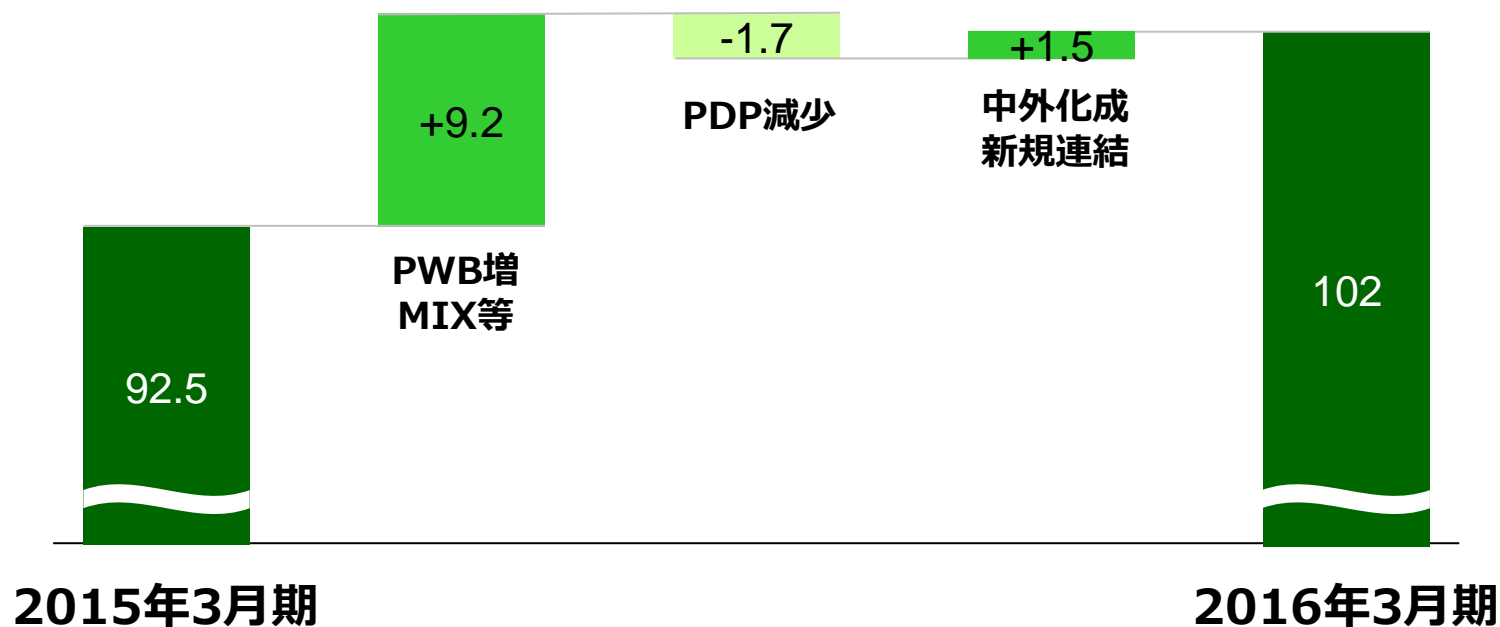 -1.7
+1.5
+9.2
PDP減少
中外化成
新規連結
PWB増
MIX等
102
92.5
2015年3月期
2016年3月期